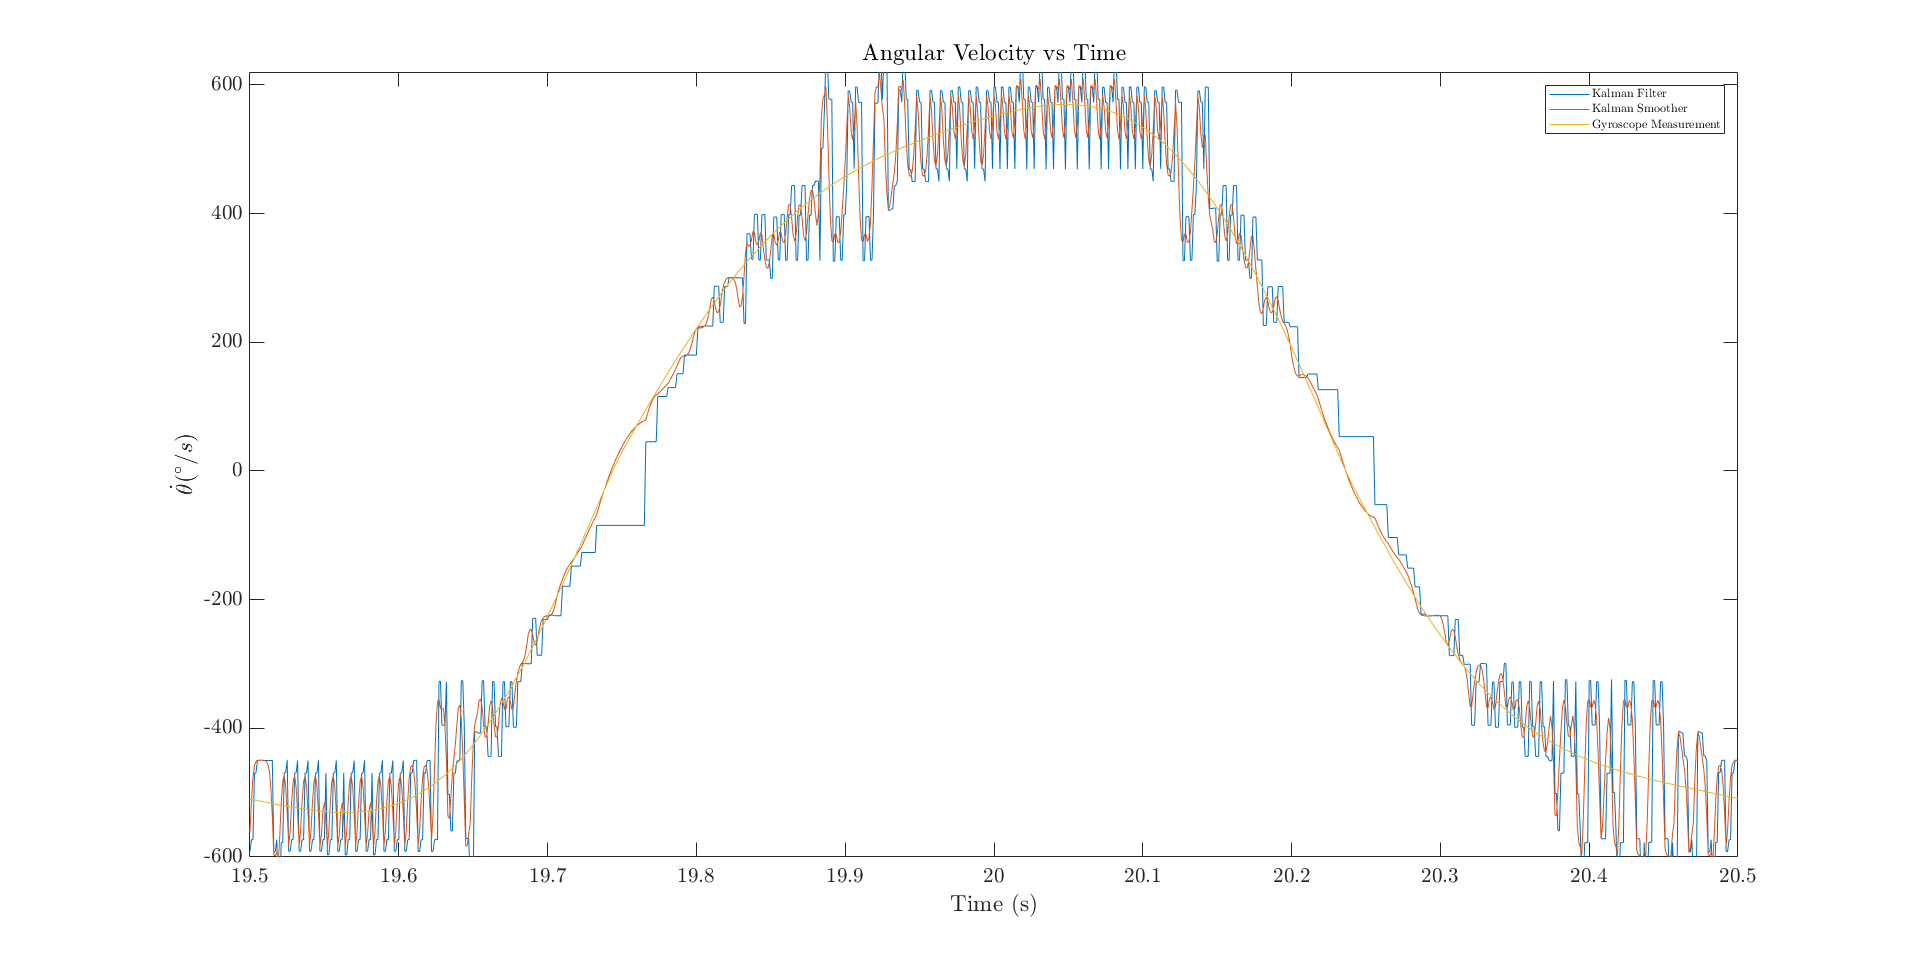 Angular Velocity vs Time
600
400
200
0
-200
-400
-600
θ̇(°/s)
Kalman Filter
Kalman Smoother
Gyroscope Measurement
19.5 19.6 19.7 19.8 19.9 20 20.1 20.2 20.3 20.4 20.5
Time (s)